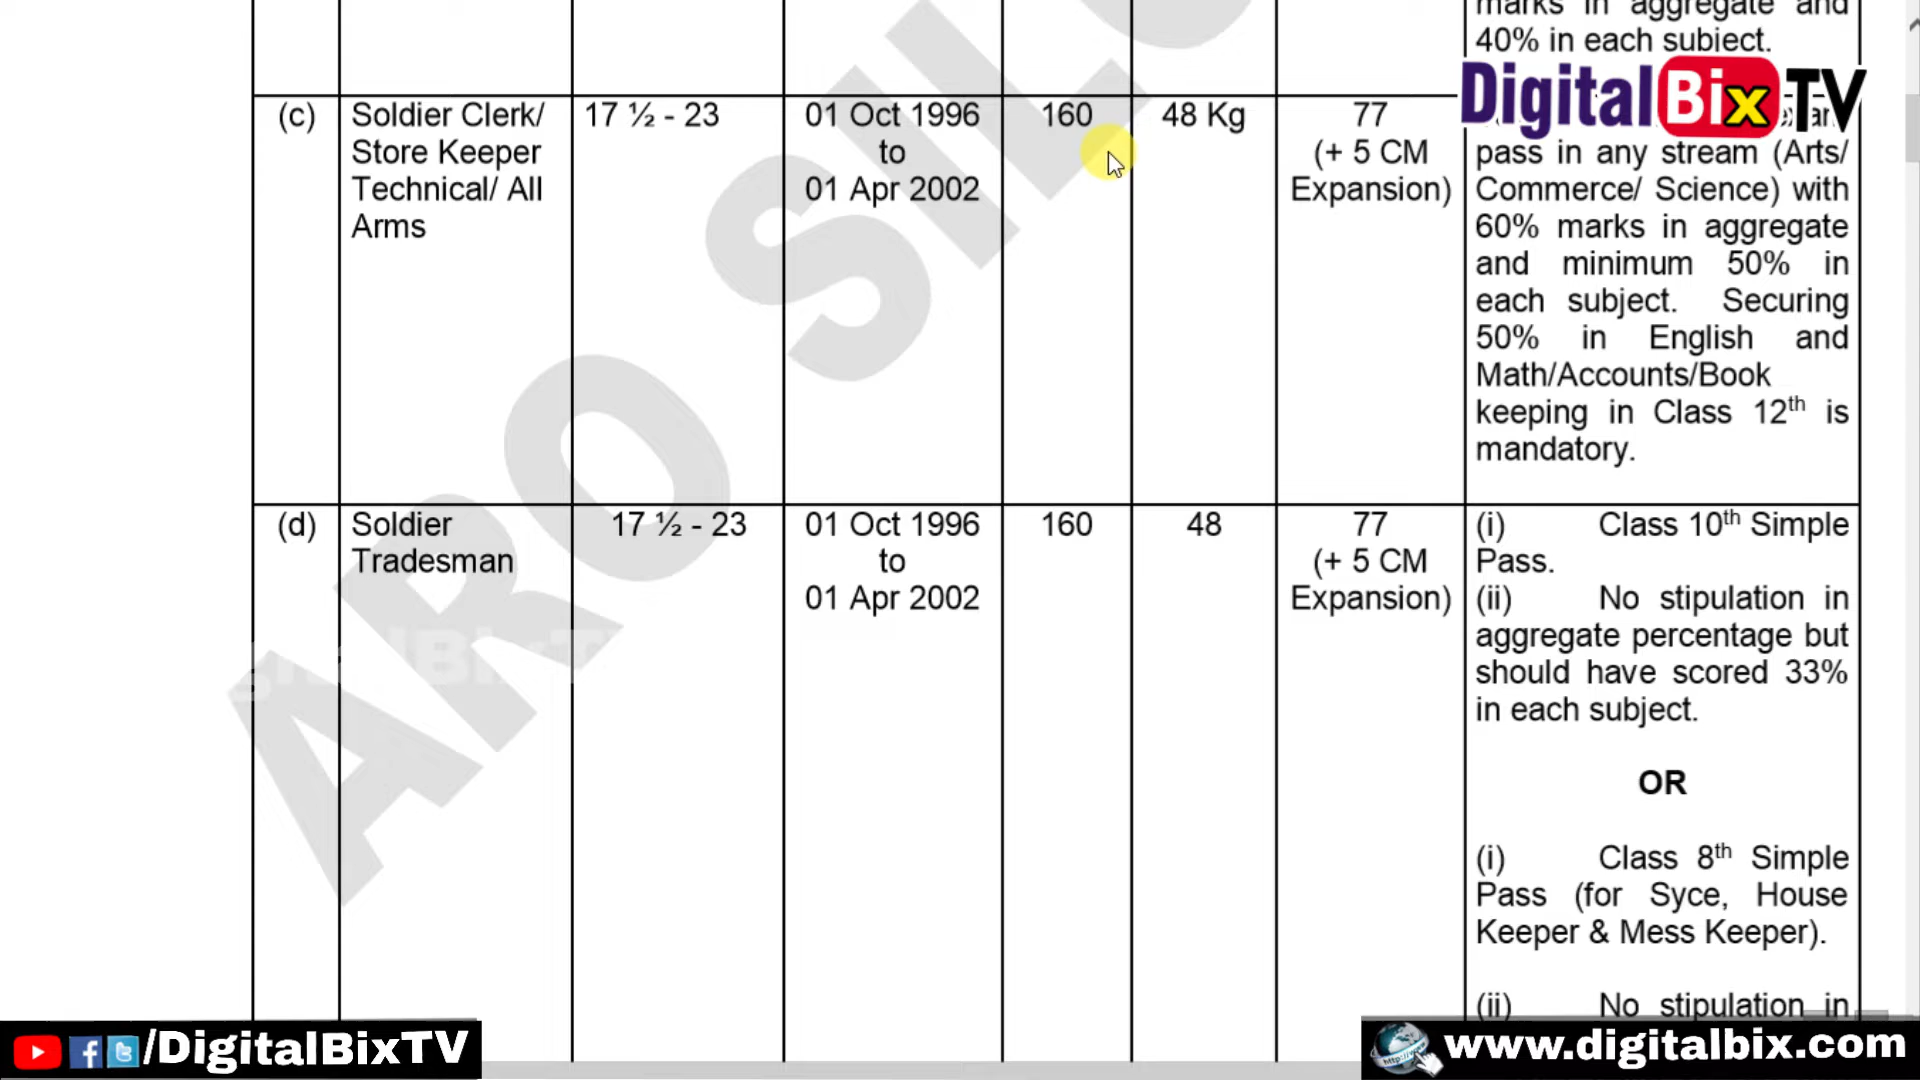 marks in aggregate and
40% in each subject.
DigitalBixTV
(c) Soldier Clerk/ 17 ½ - 23 01 Oct 1996 160 48 Kg 77
Store Keeper to (+ 5 CM pass in any stream (Arts/
Technical/ All 01 Apr 2002 Expansion) Commerce/ Science) with
Arms 60% marks in aggregate
and minimum 50% in
each subject. Securing
50% in English and
Math/Accounts/Book
keeping in Class 12th is
mandatory.
(d) Soldier 17 ½ - 23 01 Oct 1996 160 48 77 (i) Class 10th Simple
Tradesman to (+ 5 CM Pass.
01 Apr 2002 Expansion) (ii) No stipulation in
aggregate percentage but
should have scored 33%
in each subject.
OR
(i) Class 8th Simple
Pass (for Syce, House
Keeper & Mess Keeper).
(ii) No stipulation in
ARO SIL
/DigitalBixTV
www.digitalbix.com